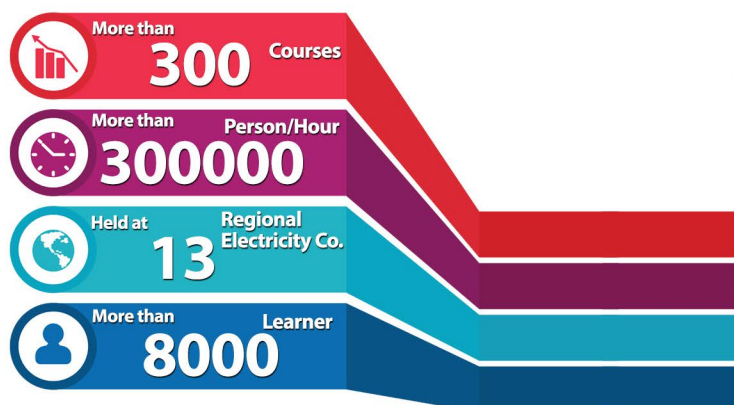 More than
300 Courses
More than
Person/Hour
300000
Held at
13
Regional
Electricity Co.
More than
Learner
8000